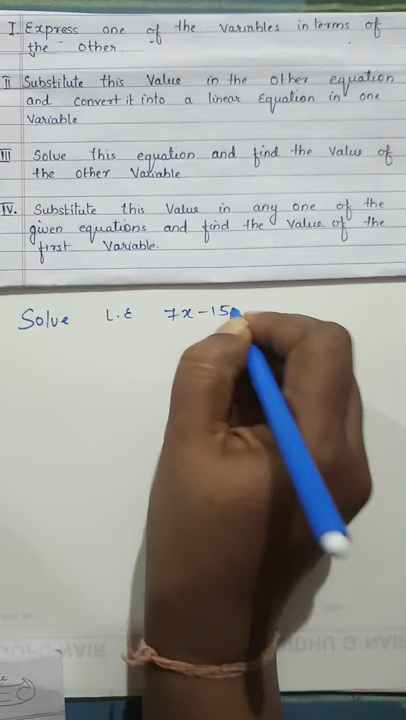 I. Express one of the variables in terms of
the other.
II Substitute this Value in the other equation
and convert it into a linear Equation in one
Variable
III Solve this equation and find the Value of
the other Variable
IV. Substitute this Value in any one of the
given equations and find the value of the
first Variable.
Solve L.E 7x-15